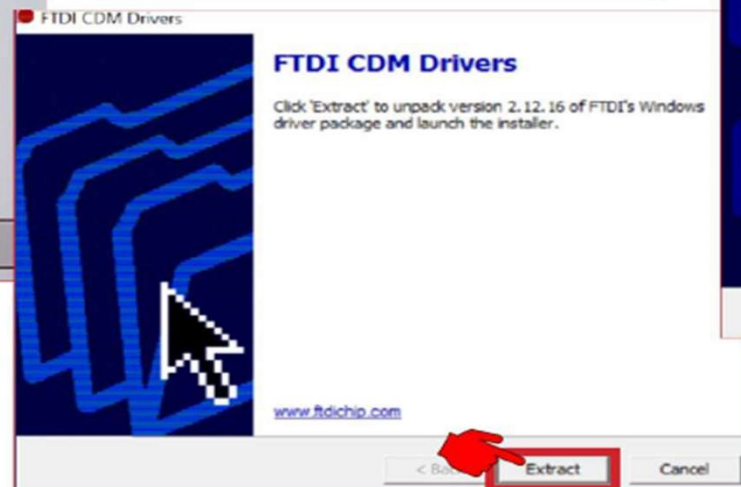 FTDI CDM Drivers
FTDI CDM Drivers
Click 'Extract' to unpack version 2.12.16 of FTDI's Windows
driver package and launch the installer.
www.ftdichip.com
Extract
Cancel